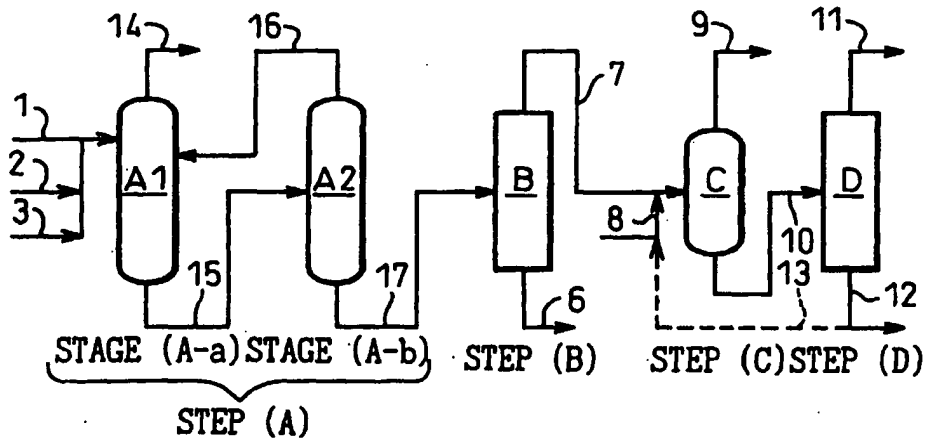 14
16
9
11
1
7
2
A1
A2
B
C
D
3
8
10
15
17
13
6
12
STAGE (A-a) STAGE (A-b)
STEP (B)
STEP (C) STEP (D)
STEP (A)